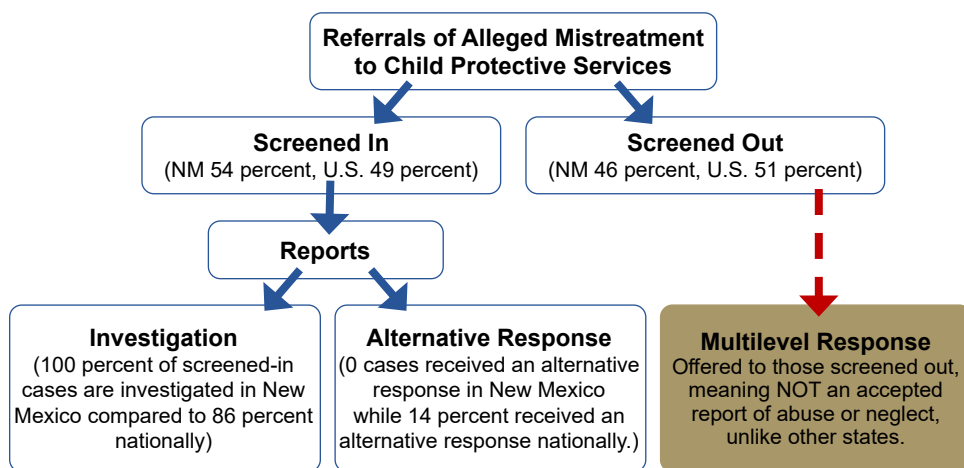 Referrals of Alleged Mistreatment
to Child Protective Services
Screened In
(NM 54 percent, U.S. 49 percent)
Screened Out
(NM 46 percent, U.S. 51 percent)
Reports
Investigation
(100 percent of screened-in
cases are investigated in New
Mexico compared to 86 percent
nationally)
Alternative Response
(0 cases received an alternative
response in New Mexico
while 14 percent received an
alternative response nationally.)
Multilevel Response
Offered to those screened out,
meaning NOT an accepted
report of abuse or neglect,
unlike other states.